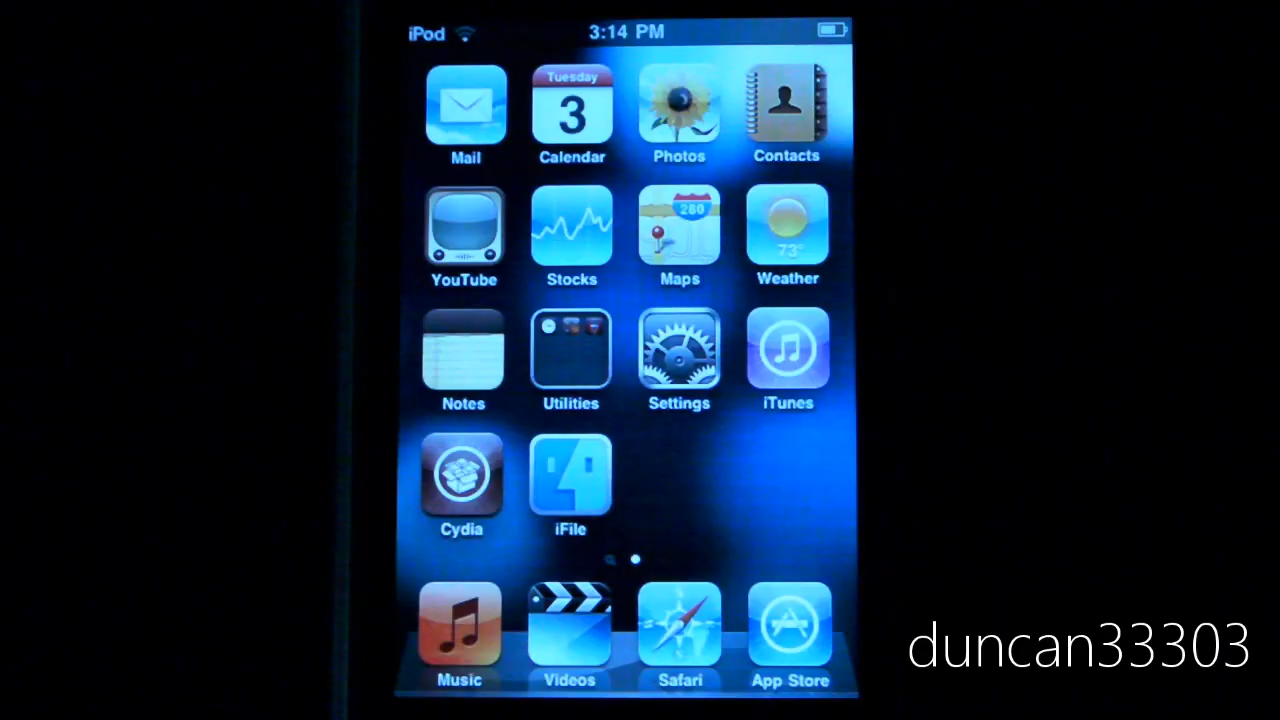 iPod 3:14 PM
Tuesday
3
Mail Calendar Photos Contacts
280
73°
YouTube Stocks Maps Weather
Notes Utilities Settings iTunes
Cydia iFile
Music Videos Safari App Store
duncan33303